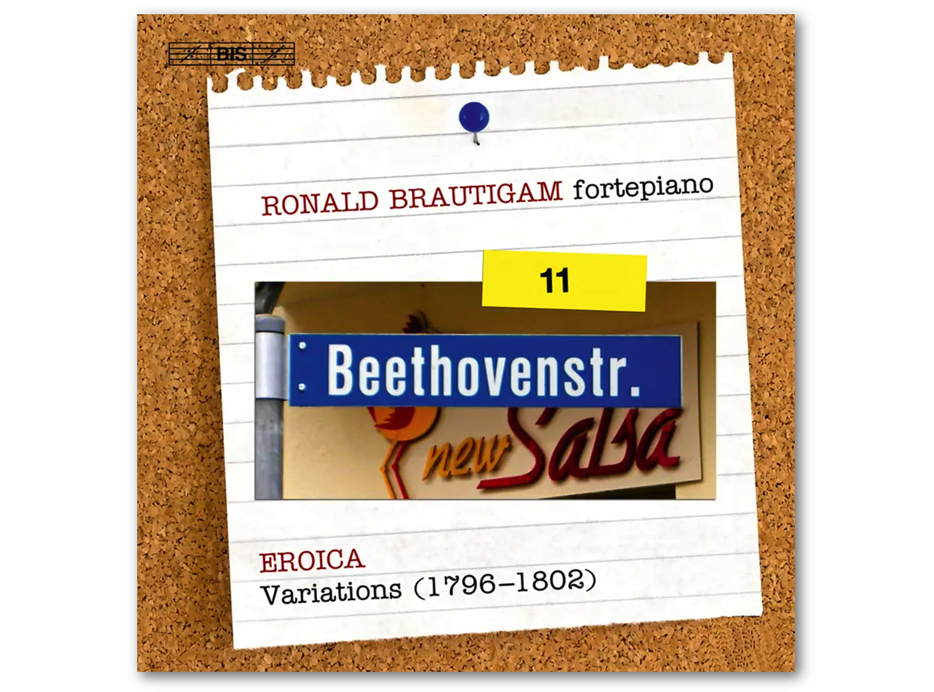 BIS
RONALD BRAUTIGAM fortepiano
11
Beethovenstr.
new Salsa
EROICA
Variations (1796–1802)